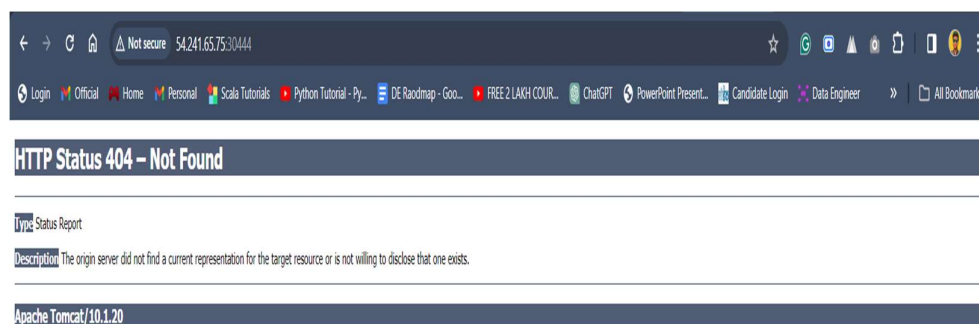 Not secure 54.241.65.75:30444
Login Official Home Personal Scala Tutorials Python Tutorial - Py... DE Raodmap - Goo... FREE 2 LAKH COUR... ChatGPT PowerPoint Present... Candidate Login Data Engineer » All Bookmark
HTTP Status 404 – Not Found
Type Status Report
Description The origin server did not find a current representation for the target resource or is not willing to disclose that one exists.
Apache Tomcat/10.1.20